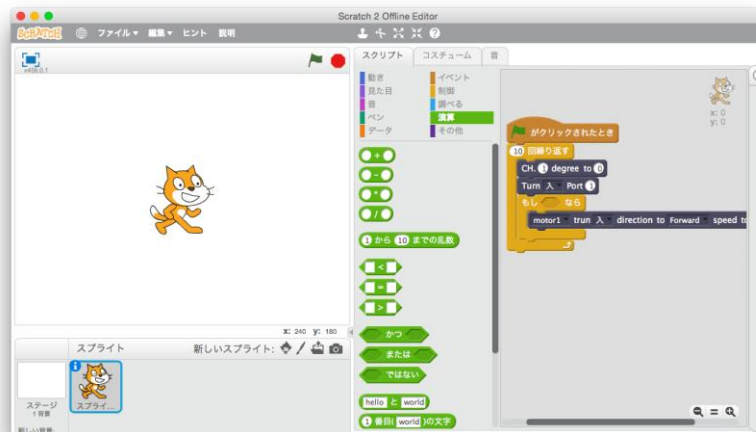 Scratch 2 Offline Editor
SCRATCH ファイル▼ 編集▼ ヒント 説明
v456.0.1
スクリプト コスチューム 音
動き イベント
見た目 制御
音 調べる
ペン 演算
データ その他
+
-
*
/
1 から 10 までの乱数
<
=
>
かつ
または
ではない
hello と world
1 番目( world )の文字
x: 0
y: 0
がクリックされたとき
10 回繰り返す
CH. 1 degree to 0
Turn 入 Port 1
もし なら
motor1 trun 入 direction to Forward speed to
x: 240 y: 180
スプライト 新しいスプライト:
ステージ
1 背景
新しい背景:
スプライ...